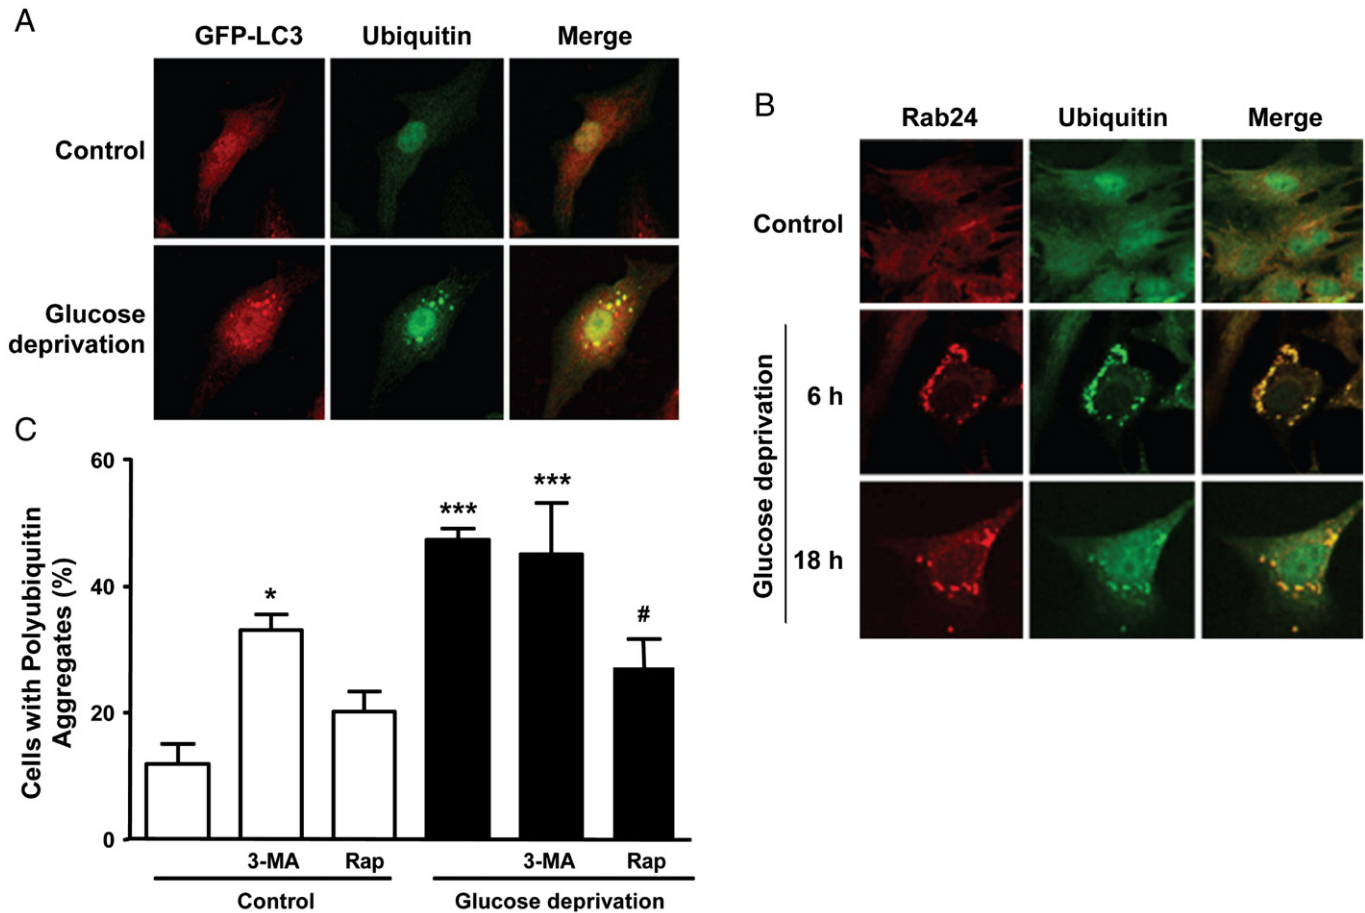 A
GFP-LC3 Ubiquitin Merge
Control
Glucose
deprivation
B
Rab24 Ubiquitin Merge
Control
Glucose deprivation
6 h
18 h
C
Cells with Polyubiquitin
Aggregates (%)
60
40
20
0
*
***
***
#
3-MA Rap 3-MA Rap
Control Glucose deprivation